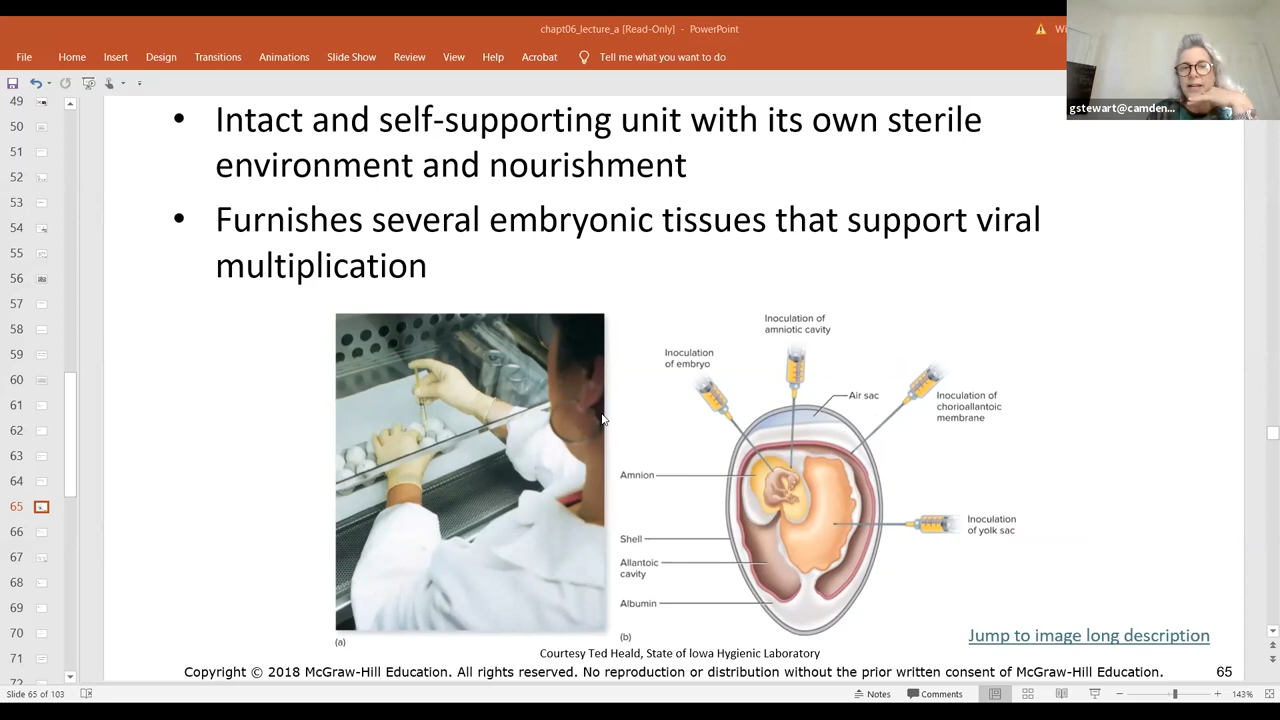 chapt06_lecture_a [Read-Only] - PowerPoint
File Home Insert Design Transitions Animations Slide Show Review View Help Acrobat Tell me what you want to do
gstewart@camden...
49
50
51
52
53
54
55
56
57
58
59
60
61
62
63
64
65
66
67
68
69
70
71
• Intact and self-supporting unit with its own sterile
environment and nourishment
• Furnishes several embryonic tissues that support viral
multiplication
Inoculation of
amniotic cavity
Inoculation
of embryo
Air sac
Inoculation of
chorioallantoic
membrane
Amnion
Inoculation
of yolk sac
Shell
Allantoic
cavity
Albumin
(a)
(b)
Jump to image long description
Courtesy Ted Heald, State of Iowa Hygienic Laboratory
Copyright © 2018 McGraw-Hill Education. All rights reserved. No reproduction or distribution without the prior written consent of McGraw-Hill Education. 65
Slide 65 of 103 Notes Comments 143%